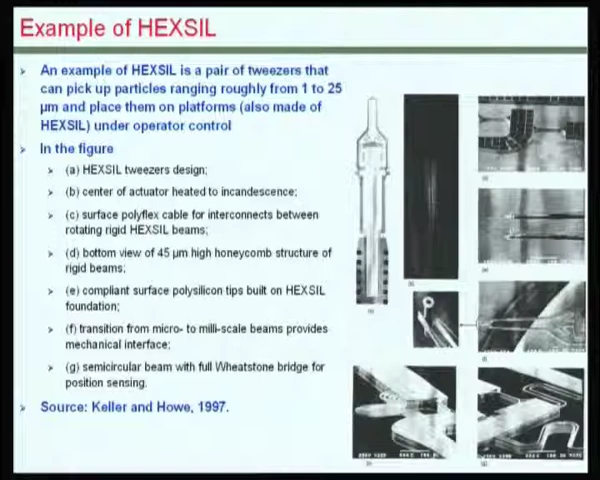 Example of HEXSIL
An example of HEXSIL is a pair of tweezers that
can pick up particles ranging roughly from 1 to 25
µm and place them on platforms (also made of
HEXSIL) under operator control
In the figure
(a) HEXSIL tweezers design;
(b) center of actuator heated to incandescence;
(c) surface polyflex cable for interconnects between
rotating rigid HEXSIL beams;
(d) bottom view of 45 µm high honeycomb structure of
rigid beams;
(e) compliant surface polysilicon tips built on HEXSIL
foundation;
(f) transition from micro- to milli-scale beams provides
mechanical interface;
(g) semicircular beam with full Wheatstone bridge for
position sensing.
Source: Keller and Howe, 1997.